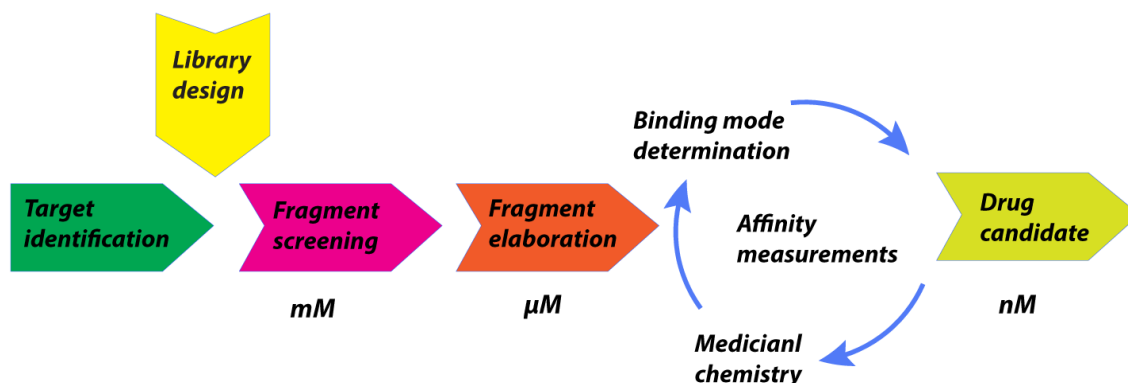 Library
design
Target
identification
Fragment
screening
mM
Fragment
elaboration
µM
Binding mode
determination
Affinity
measurements
Medicianl
chemistry
Drug
candidate
nM